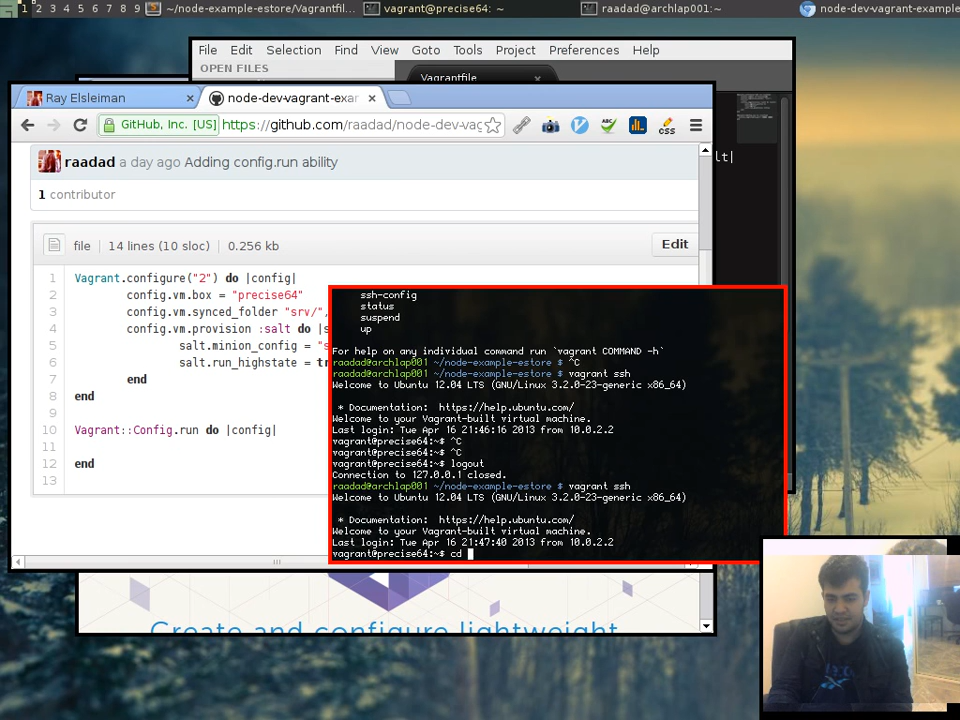 1 2 3 4 5 6 7 8 9 ~/node-example-estore/Vagrantfil... vagrant@precise64: ~ raadad@archlap001:~ node-dev-vagrant-example
File Edit Selection Find View Goto Tools Project Preferences Help
OPEN FILES
Vagrantfile ×
Ray Elsleiman × node-dev-vagrant-exar ×
GitHub, Inc. [US] https://github.com/raadad/node-dev-vag
ABC css
lt|
raadad a day ago Adding config.run ability
1 contributor
file 14 lines (10 sloc) 0.256 kb Edit
1 Vagrant.configure("2") do |config|
2 config.vm.box = "precise64"
3 config.vm.synced_folder "srv/",
4 config.vm.provision :salt do |s
5 salt.minion_config = "s
6 salt.run_highstate = tr
7 end
8 end
9
10 Vagrant::Config.run do |config|
11
12 end
13
ssh-config
status
suspend
up
For help on any individual command run `vagrant COMMAND -h`
raadad@archlap001 ~/node-example-estore $ ^C
raadad@archlap001 ~/node-example-estore $ vagrant ssh
Welcome to Ubuntu 12.04 LTS (GNU/Linux 3.2.0-23-generic x86_64)
* Documentation: https://help.ubuntu.com/
Welcome to your Vagrant-built virtual machine.
Last login: Tue Apr 16 21:46:16 2013 from 10.0.2.2
vagrant@precise64:~$ ^C
vagrant@precise64:~$ ^C
vagrant@precise64:~$ logout
Connection to 127.0.0.1 closed.
raadad@archlap001 ~/node-example-estore $ vagrant ssh
Welcome to Ubuntu 12.04 LTS (GNU/Linux 3.2.0-23-generic x86_64)
* Documentation: https://help.ubuntu.com/
Welcome to your Vagrant-built virtual machine.
Last login: Tue Apr 16 21:47:40 2013 from 10.0.2.2
vagrant@precise64:~$ cd
Create and configure lightweight